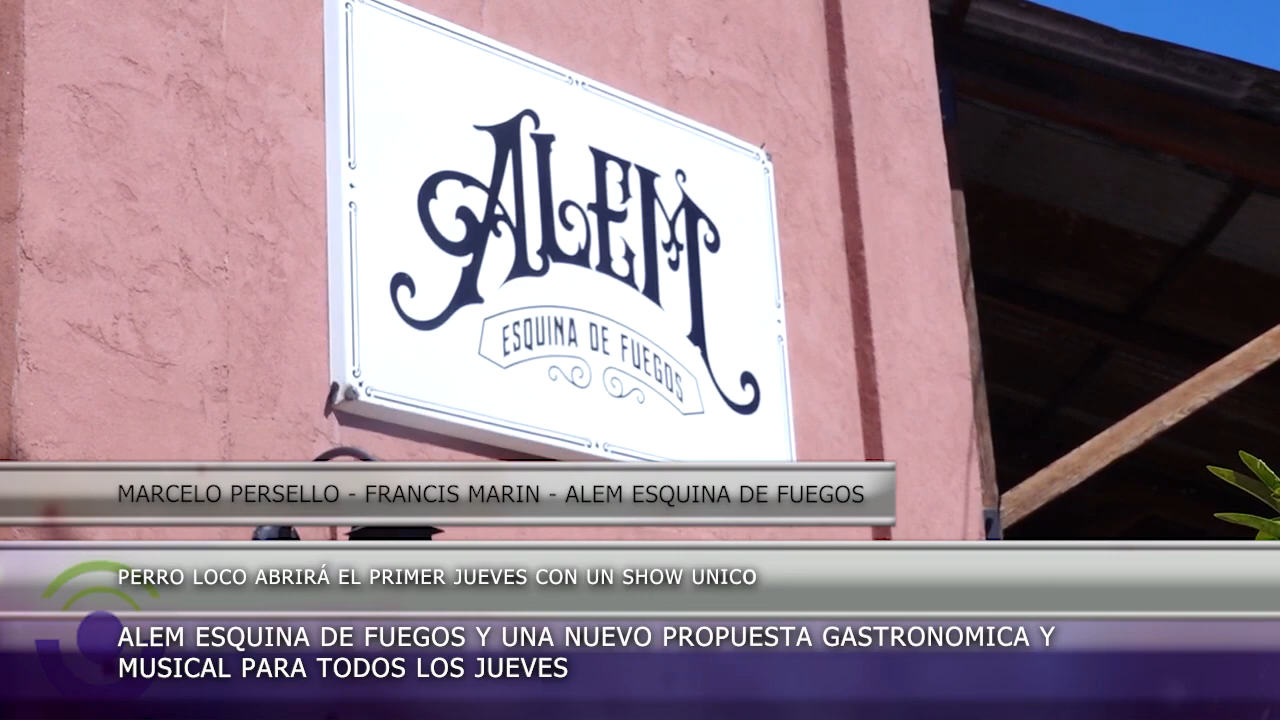 ALEM
ESQUINA DE FUEGOS
MARCELO PERSELLO - FRANCIS MARIN - ALEM ESQUINA DE FUEGOS
PERRO LOCO ABRIRÁ EL PRIMER JUEVES CON UN SHOW UNICO
ALEM ESQUINA DE FUEGOS Y UNA NUEVO PROPUESTA GASTRONOMICA Y
MUSICAL PARA TODOS LOS JUEVES